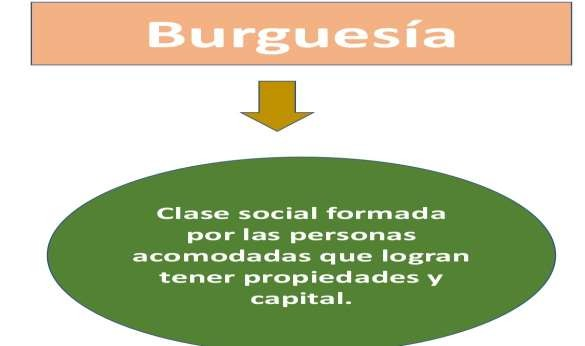 Burguesía
Clase social formada
por las personas
acomodadas que logran
tener propiedades y
capital.